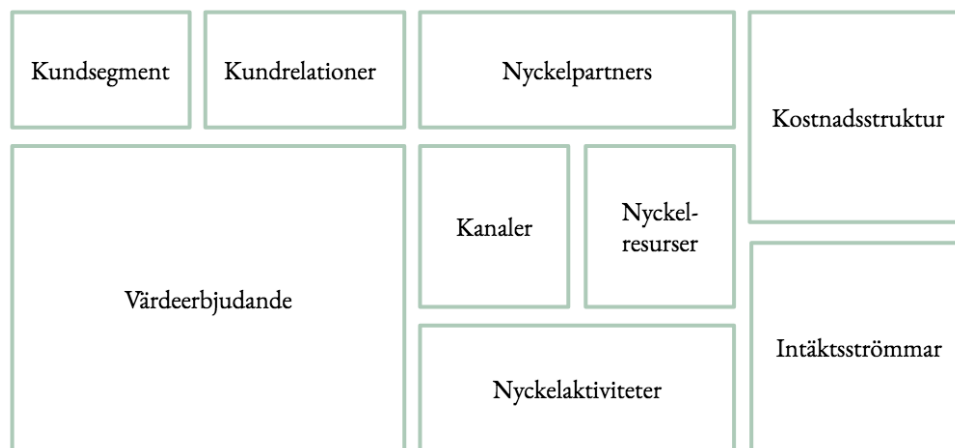 Kundsegment
Kundrelationer
Nyckelpartners
Kostnadsstruktur
Värdeerbjudande
Kanaler
Nyckel-
resurser
Nyckelaktiviteter
Intäktsströmmar